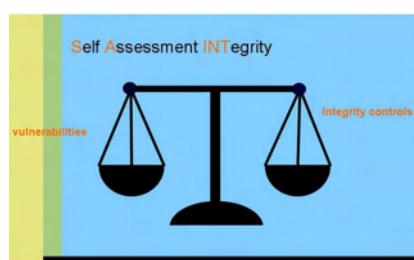 Self Assessment INTegrity
Integrity controls
vulnerabilities